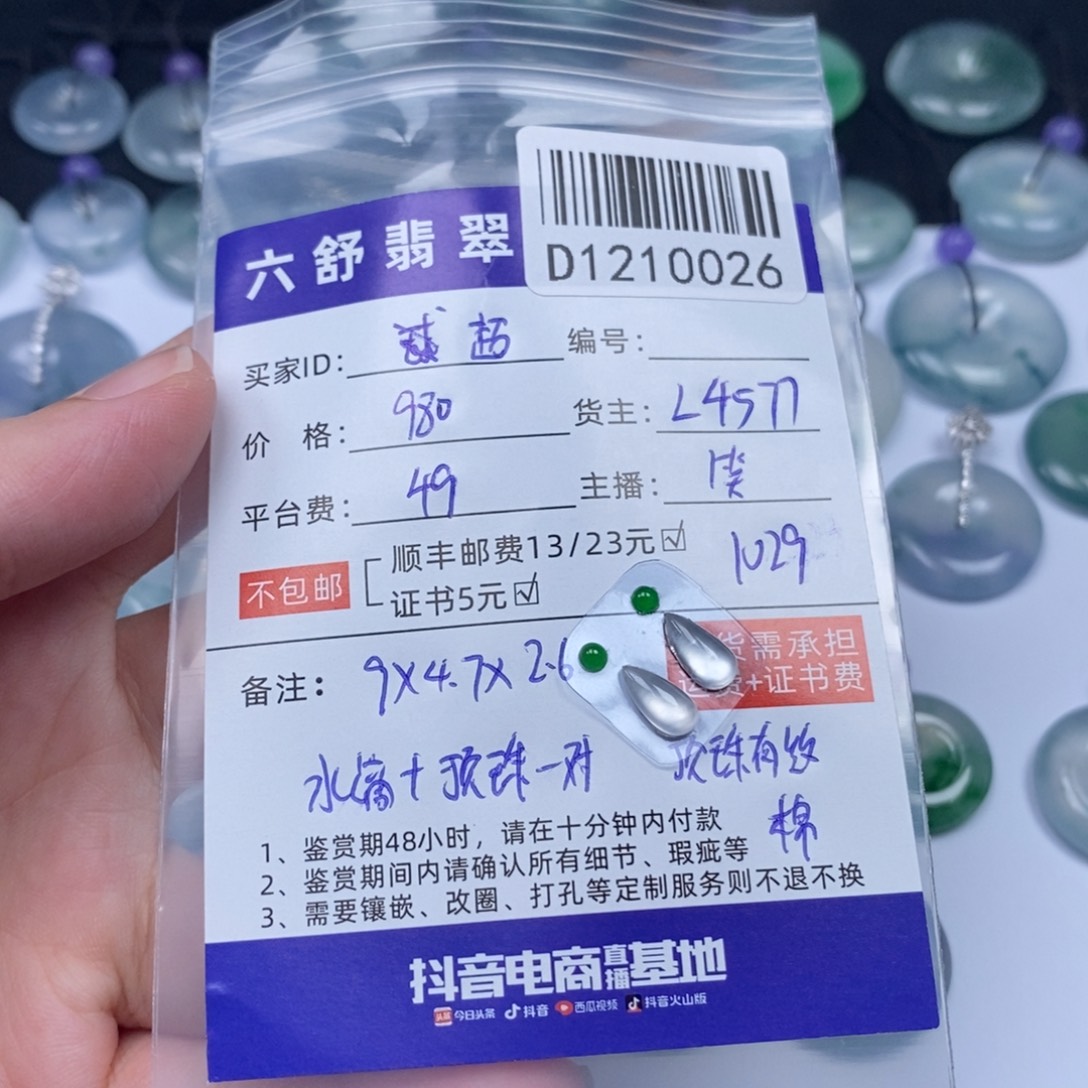 D1210026
六舒翡翠
买家ID： 编号：
价 格：980 货主：L4577
平台费：49 主播：
不包邮 顺丰邮费13/23元☑ 1029
证书5元☑
货需承担
运费+证书费
备注：9X4.7X2.6
水滴+顶珠一对 顶珠有纹
棉
1、鉴赏期48小时，请在十分钟内付款
2、鉴赏期间内请确认所有细节、瑕疵等
3、需要镶嵌、改圈、打孔等定制服务则不退不换
抖音电商直播基地
头条 今日头条 抖音 西瓜视频 抖音火山版